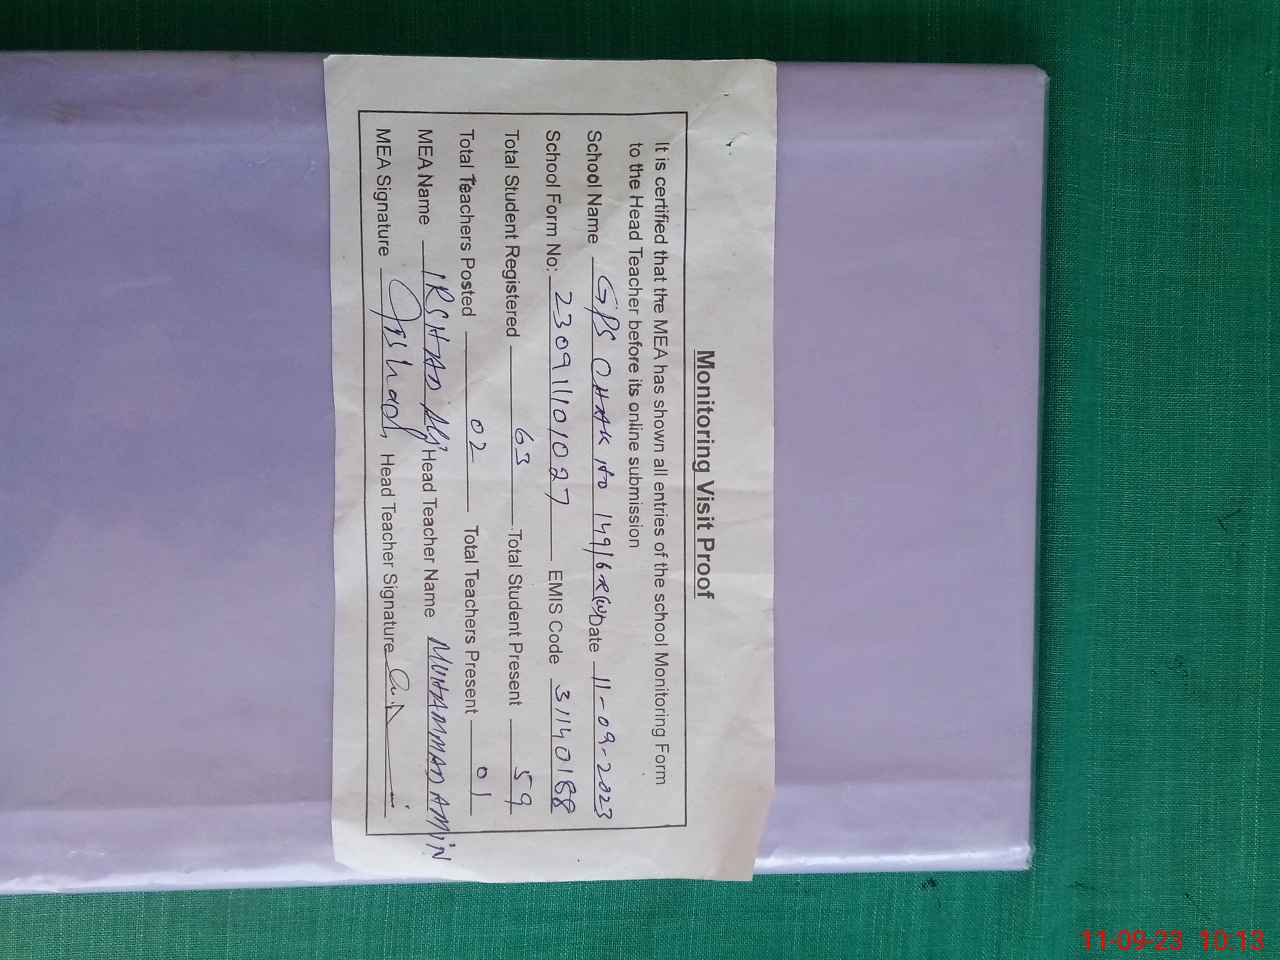 Monitoring Visit Proof
It is certified that the MEA has shown all entries of the school Monitoring Form
to the Head Teacher before its online submission
School Name GPS CHAK No 149/6R(W) Date 11-09-2023
School Form No: 230911101027 EMIS Code 31140188
Total Student Registered 63 Total Student Present 59
Total Teachers Posted 02 Total Teachers Present 01
MEA Name IRSHAD Ali Head Teacher Name MUHAMMAD AMiN
MEA Signature Irshad, Head Teacher Signature
11-09-23 10:13